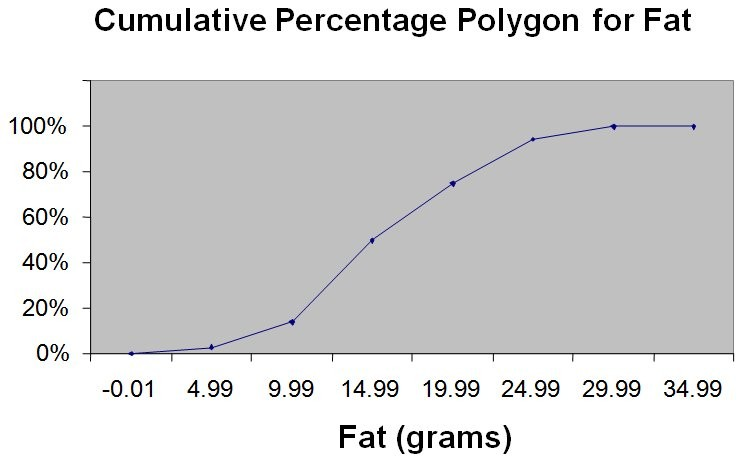 Cumulative Percentage Polygon for Fat
100%
80%
60%
40%
20%
0%
-0.01 4.99 9.99 14.99 19.99 24.99 29.99 34.99
Fat (grams)